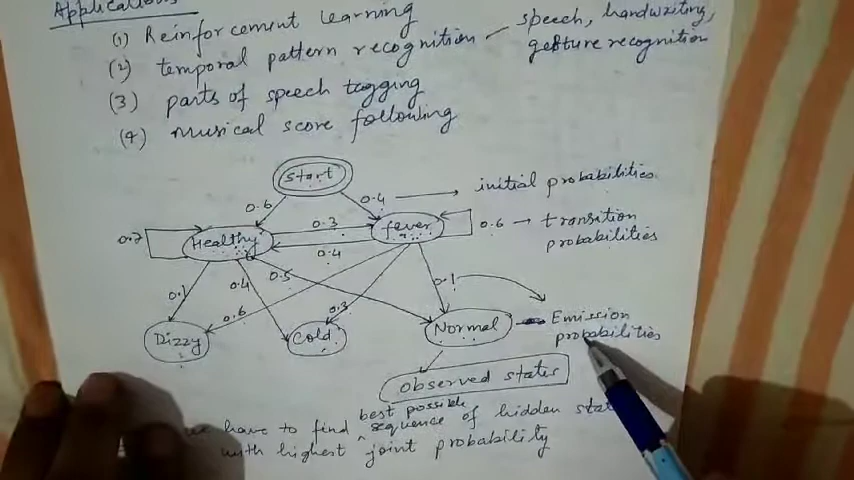 Applications
(1) Reinforcement learning
(2) temporal pattern recognition - speech, handwriting,
gesture recognition
(3) parts of speech tagging
(4) musical score following
Start
0.6
0.4
initial probabilities
0.3
0.7
Healthy
fever
0.6 → transition
probabilities
0.4
0.1
0.4
0.5
0.6
0.3
0.1
Dizzy
Cold
Normal
Emission
probabilities
observed states
we have to find best possible sequence of hidden
with highest joint probability